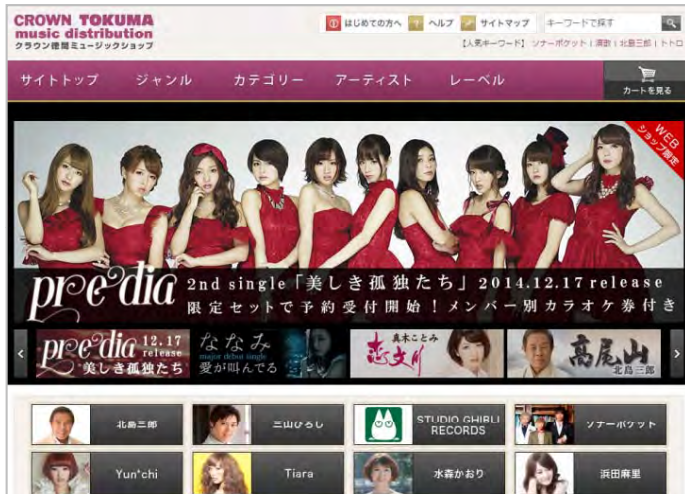 CROWN TOKUMA
music distribution
クラウン徳間ミュージックショップ
はじめての方へ
ヘルプ
サイトマップ
キーワードで探す
【人気キーワード】 ソナーポケット | 演歌 | 北島三郎 | トトロ
サイトトップ
ジャンル
カテゴリー
アーティスト
レーベル
カートを見る
WEB
ショップ限定
predia
2nd single「美しき孤独たち」2014.12.17 release
限定セットで予約受付開始!メンバー別カラオケ券付き
predia 12.17
release
美しき孤独たち
ななみ
major debut single
愛が叫んでる
真木ことみ
恋文川
高尾山
北島三郎
北島三郎
三山ひろし
STUDIO GHIBLI
RECORDS
ソナーポケット
Yun*chi
Tiara
水森かおり
浜田麻里